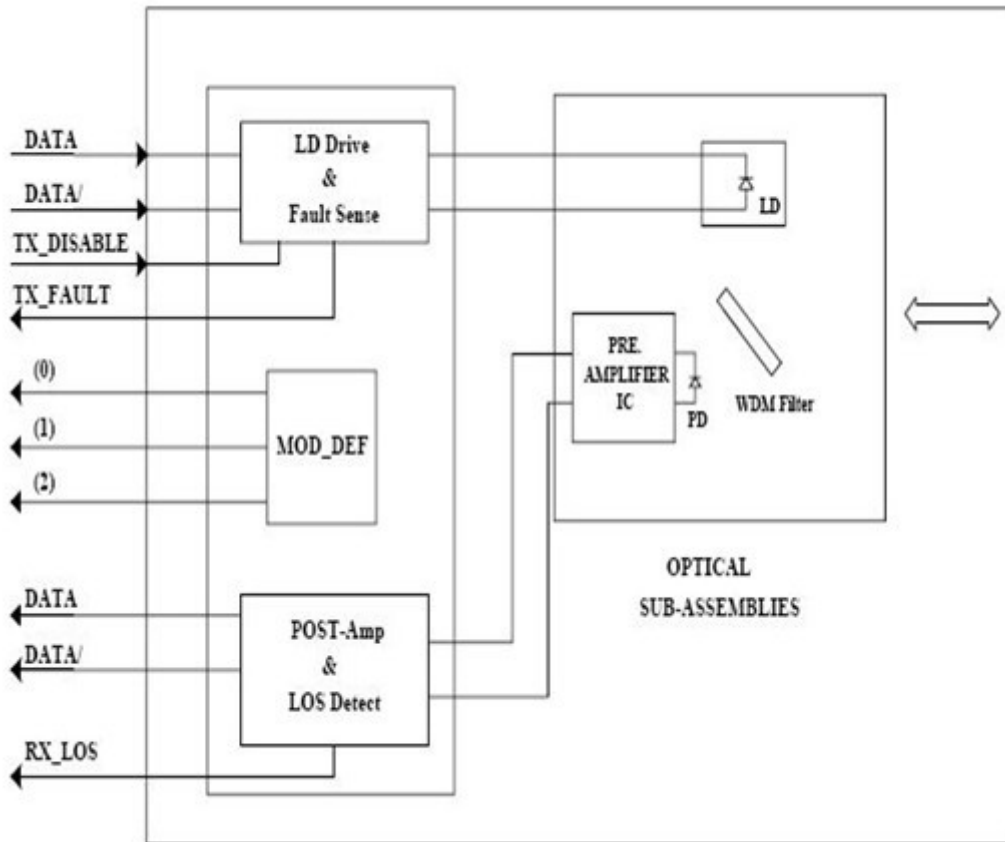 DATA
DATA/
TX_DISABLE
TX_FAULT
(0)
(1)
(2)
DATA
DATA/
RX_LOS
LD Drive
&
Fault Sense
MOD_DEF
POST-Amp
&
LOS Detect
LD
PRE.
AMPLIFIER
IC
PD
WDM Filter
OPTICAL
SUB-ASSEMBLIES